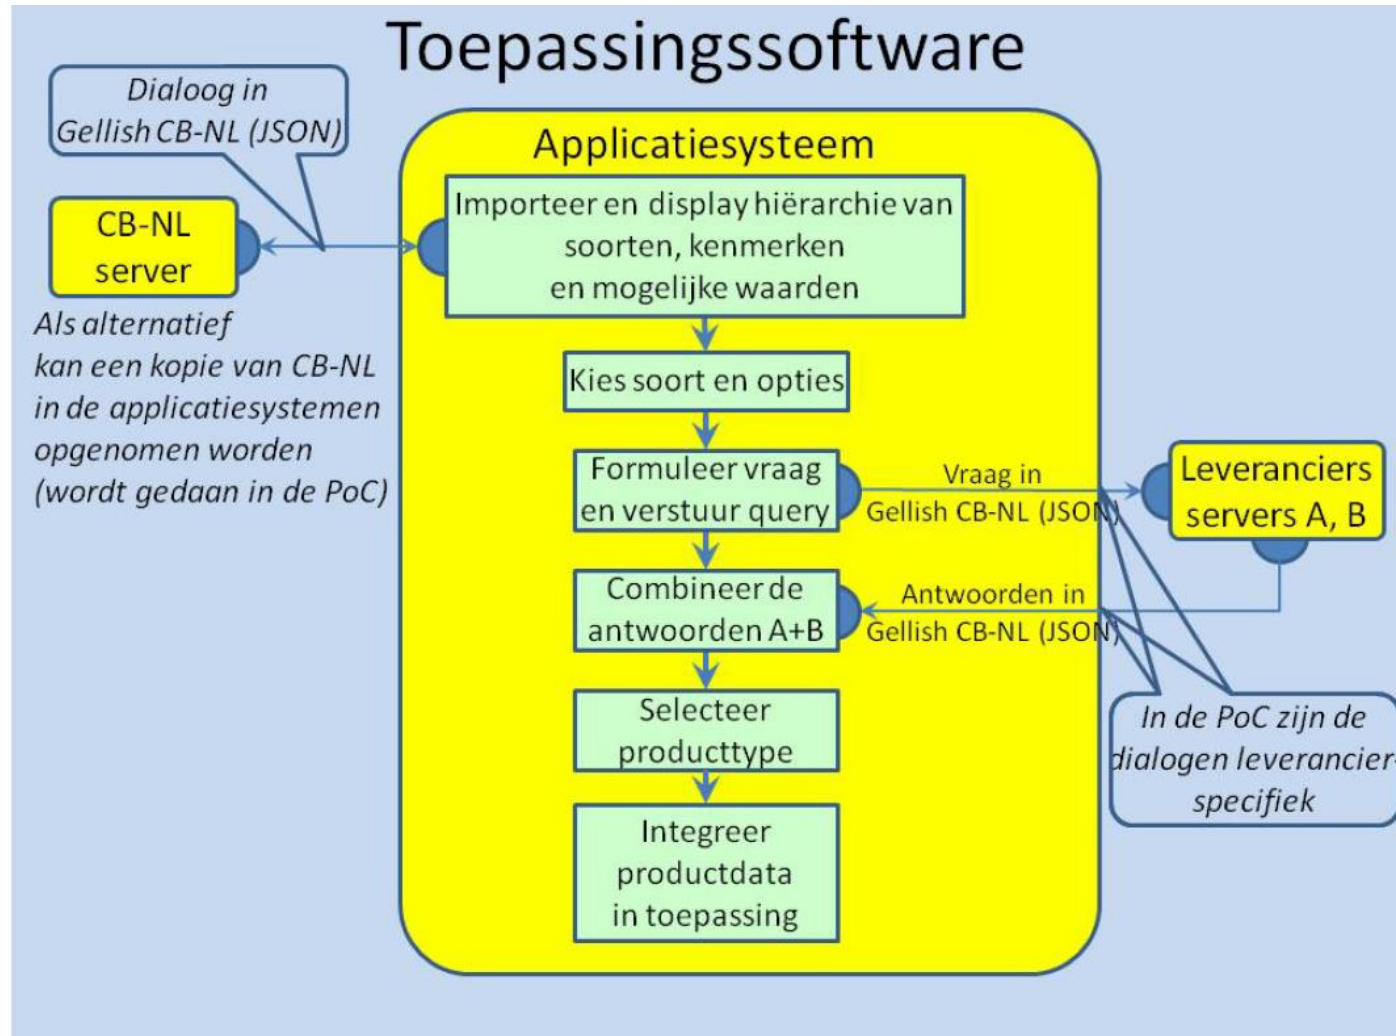 Toepassingssoftware
Dialoog in
Gellish CB-NL (JSON)
CB-NL
server
Als alternatief
kan een kopie van CB-NL
in de applicatiesystemen
opgenomen worden
(wordt gedaan in de PoC)
Applicatiesysteem
Importeer en display hiërarchie van
soorten, kenmerken
en mogelijke waarden
Kies soort en opties
Formuleer vraag
en verstuur query
Vraag in
Gellish CB-NL (JSON)
Leveranciers
servers A, B
Combineer de
antwoorden A+B
Antwoorden in
Gellish CB-NL (JSON)
Selecteer
producttype
In de PoC zijn de
dialogen leverancier-
specifiek
Integreer
productdata
in toepassing